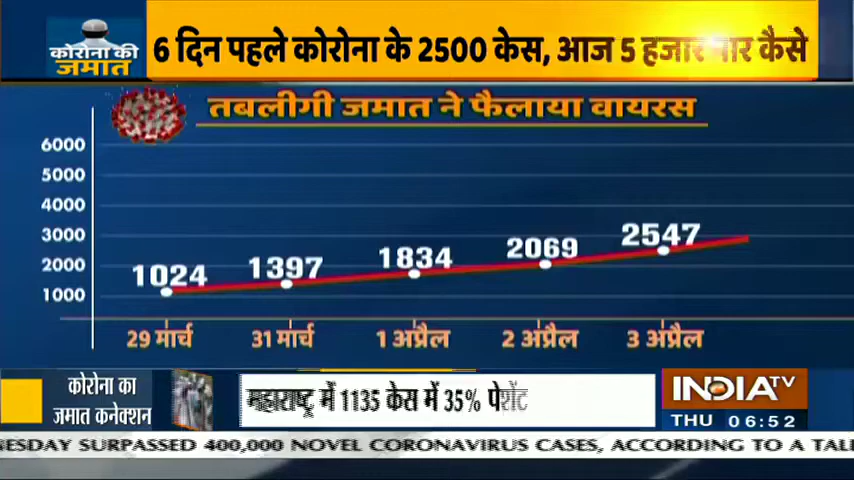 कोरोना की
जमात
6 दिन पहले कोरोना के 2500 केस, आज 5 हजार पार कैसे
तबलीगी जमात ने फैलाया वायरस
6000
5000
4000
3000
2000
1000
1024
1397
1834
2069
2547
29 मार्च
31 मार्च
1 अप्रैल
2 अप्रैल
3 अप्रैल
कोरोना का
जमात कनेक्शन
महाराष्ट्र में 1135 केस में 35% पेशेंट
INDIA TV
THU 06:52
NESDAY SURPASSED 400,000 NOVEL CORONAVIRUS CASES, ACCORDING TO A TALL